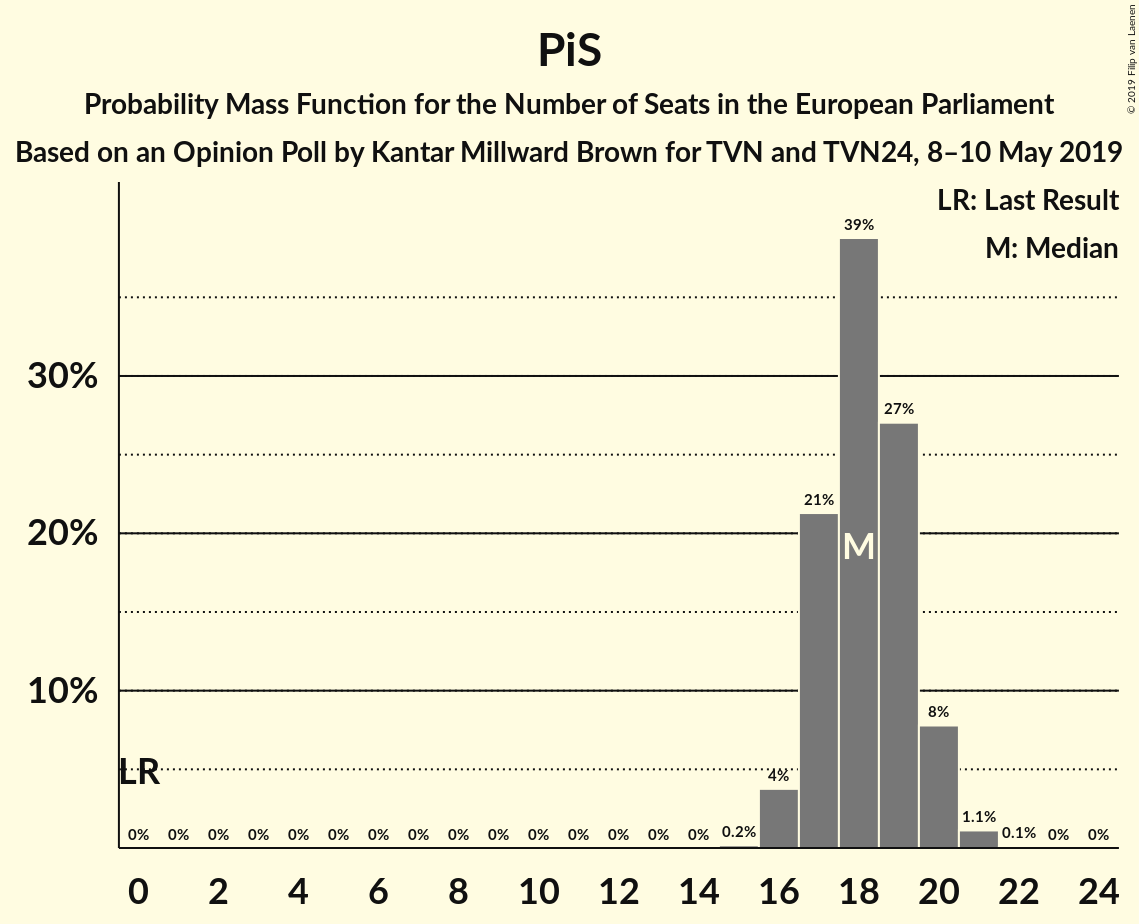 PiS
Probability Mass Function for the Number of Seats in the European Parliament
Based on an Opinion Poll by Kantar Millward Brown for TVN and TVN24, 8–10 May 2019
© 2019 Filip van Laenen
LR: Last Result
M: Median
39%
30%
27%
21%
20%
M
10%
8%
LR
4%
1.1%
0% 0% 0% 0% 0% 0% 0% 0% 0% 0% 0% 0% 0% 0% 0% 0.2% 0.1% 0% 0%
0 2 4 6 8 10 12 14 16 18 20 22 24